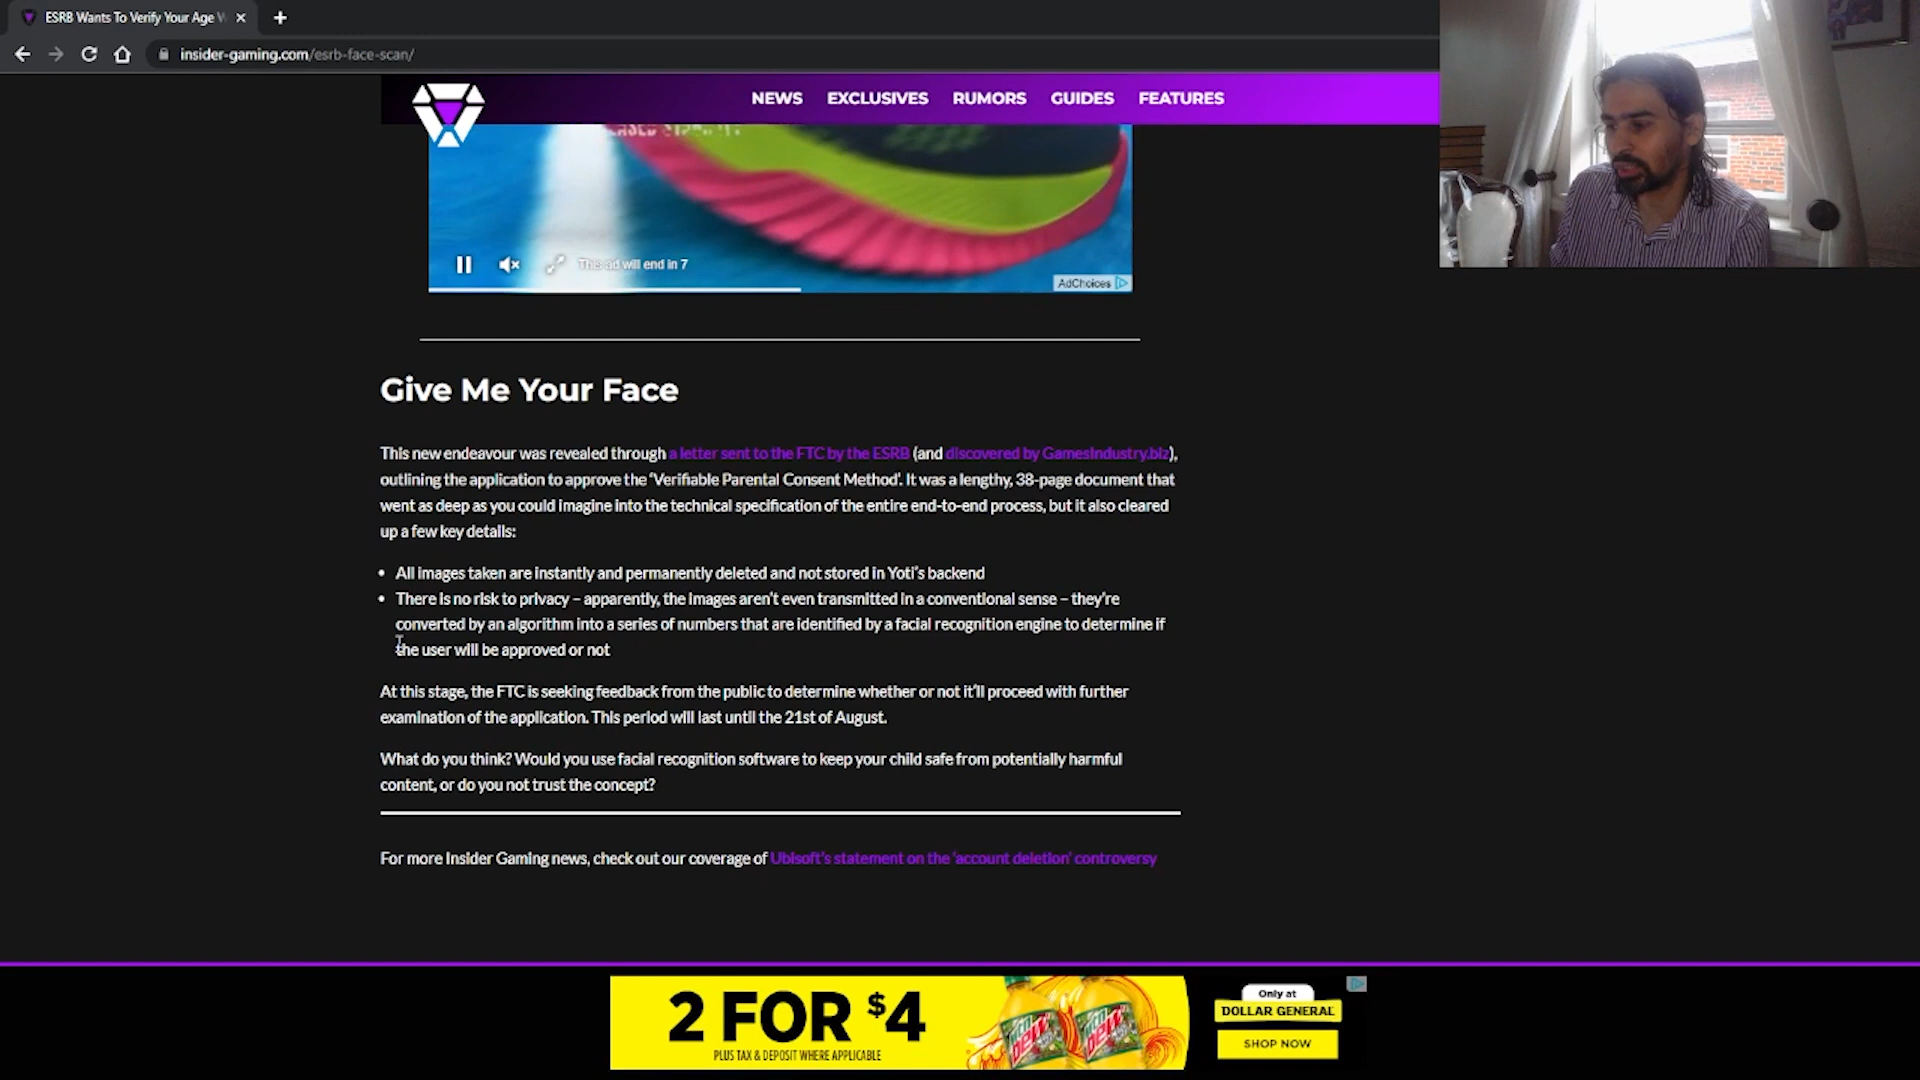 ESRB Wants To Verify Your Age W
insider-gaming.com/esrb-face-scan/
NEWS EXCLUSIVES RUMORS GUIDES FEATURES
This ad will end in 7
AdChoices
Give Me Your Face
This new endeavour was revealed through a letter sent to the FTC by the ESRB (and discovered by GamesIndustry.biz),
outlining the application to approve the 'Verifiable Parental Consent Method'. It was a lengthy, 38-page document that
went as deep as you could imagine into the technical specification of the entire end-to-end process, but it also cleared
up a few key details:
• All images taken are instantly and permanently deleted and not stored in Yoti's backend
• There is no risk to privacy – apparently, the images aren't even transmitted in a conventional sense – they're
converted by an algorithm into a series of numbers that are identified by a facial recognition engine to determine if
the user will be approved or not
At this stage, the FTC is seeking feedback from the public to determine whether or not it'll proceed with further
examination of the application. This period will last until the 21st of August.
What do you think? Would you use facial recognition software to keep your child safe from potentially harmful
content, or do you not trust the concept?
For more Insider Gaming news, check out our coverage of Ubisoft's statement on the 'account deletion' controversy
2 FOR $4
PLUS TAX & DEPOSIT WHERE APPLICABLE
Only at
DOLLAR GENERAL
SHOP NOW